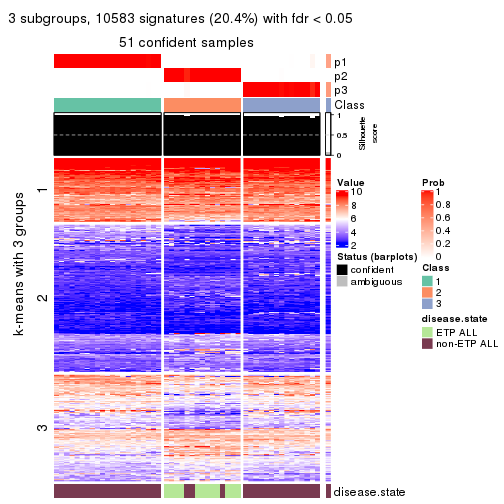 3 subgroups, 10583 signatures (20.4%) with fdr < 0.05
51 confident samples
p1
p2
p3
Class
1
0.5
0
Silhouette
score
k-means with 3 groups
1
2
3
disease.state
Value
10
8
6
4
2
Status (barplots)
confident
ambiguous
Prob
1
0.8
0.6
0.4
0.2
0
Class
1
2
3
disease.state
ETP ALL
non-ETP ALL